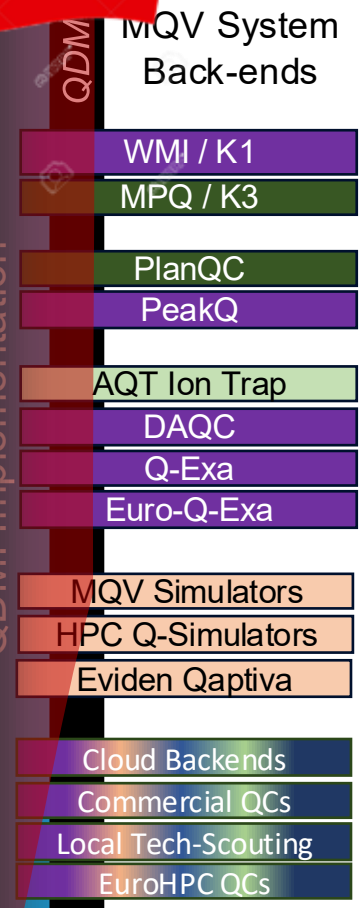 MQV System
Back-ends
QDM
WMI / K1
MPQ / K3
PlanQC
PeakQ
AQT Ion Trap
DAQC
Q-Exa
Euro-Q-Exa
MQV Simulators
HPC Q-Simulators
Eviden Qaptiva
Cloud Backends
Commercial QCs
Local Tech-Scouting
EuroHPC QCs